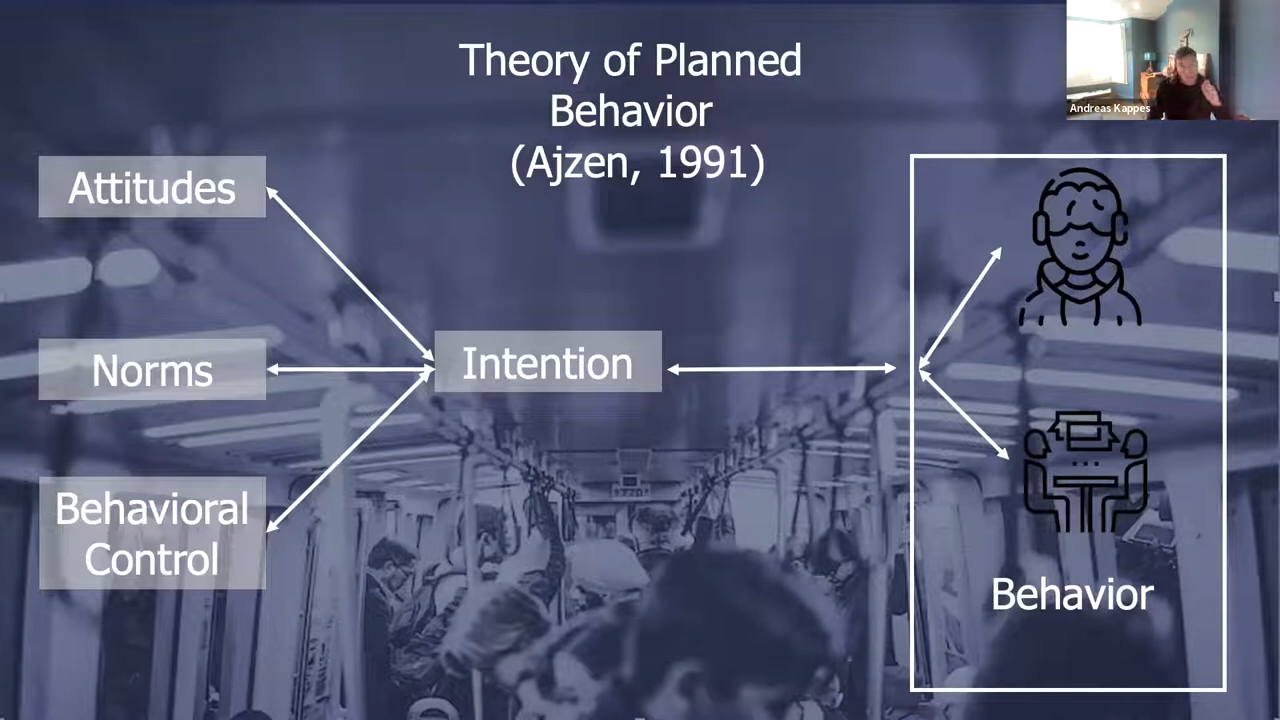 Theory of Planned
Behavior
(Ajzen, 1991)
Andreas Kappes
Attitudes
Norms
Intention
Behavioral
Control
Behavior